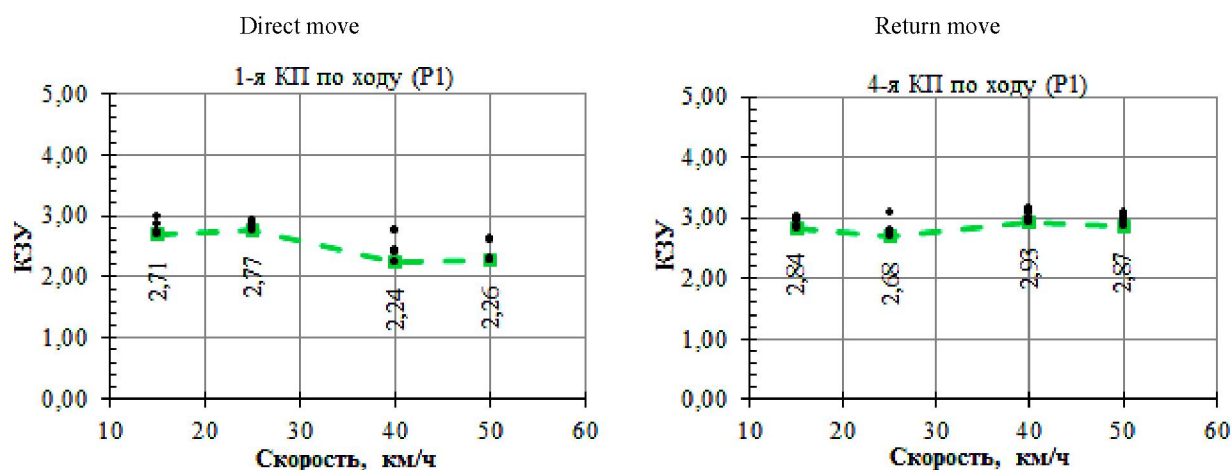 Direct move
1-я КП по ходу (Р1)
5,00
4,00
3,00
2,00
1,00
0,00
КЗУ
2,71
2,77
2,24
2,26
10 20 30 40 50 60
Скорость, км/ч
Return move
4-я КП по ходу (Р1)
5,00
4,00
3,00
2,00
1,00
0,00
КЗУ
2,84
2,68
2,93
2,87
10 20 30 40 50 60
Скорость, км/ч